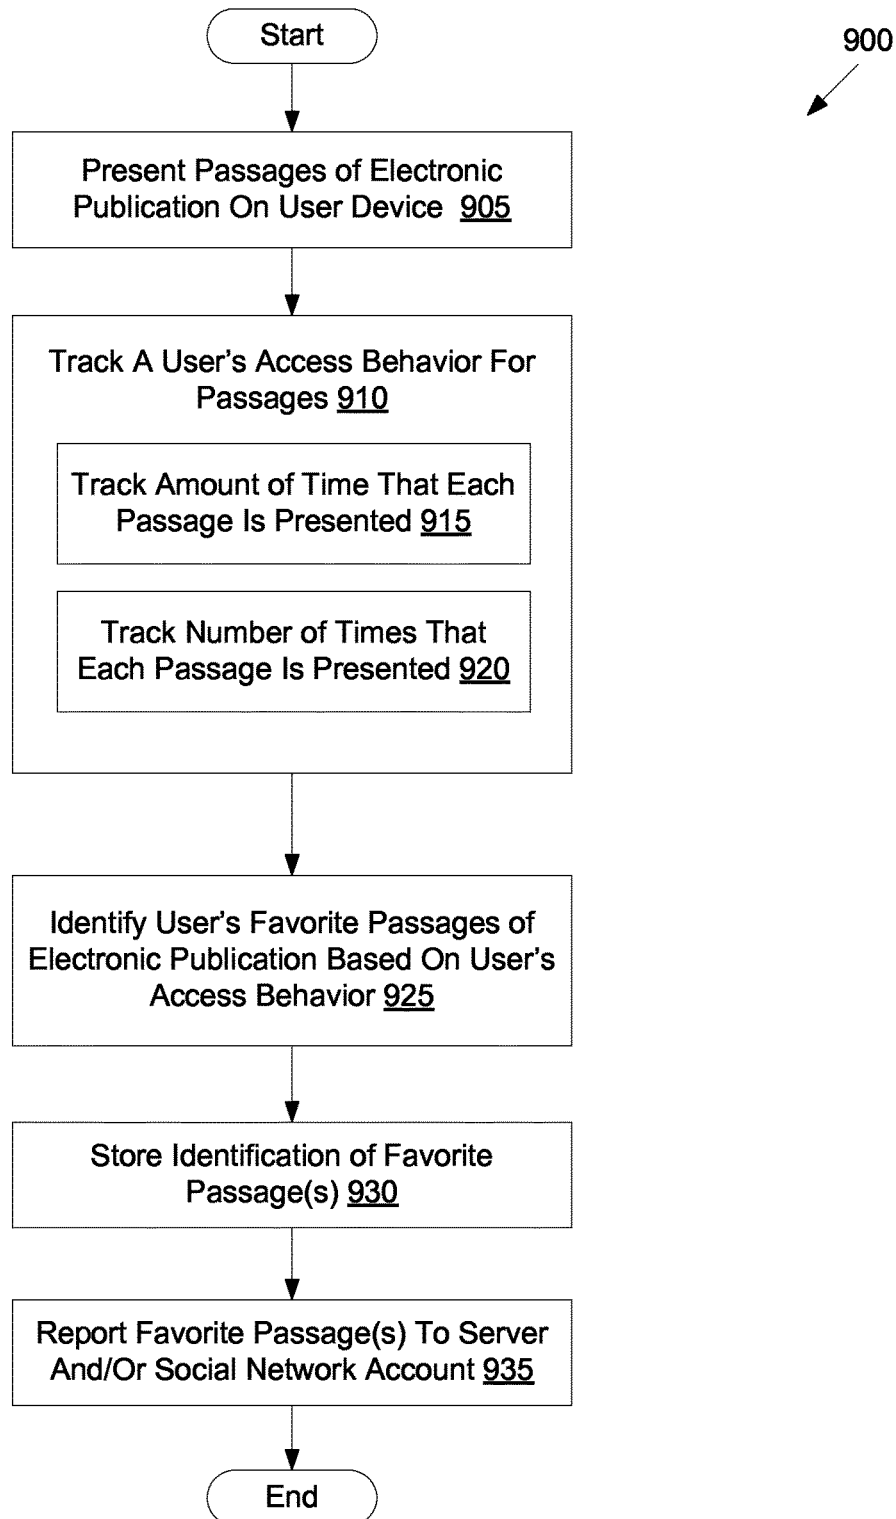 Start
900
Present Passages of Electronic
Publication On User Device 905
Track A User's Access Behavior For
Passages 910
Track Amount of Time That Each
Passage Is Presented 915
Track Number of Times That
Each Passage Is Presented 920
Identify User's Favorite Passages of
Electronic Publication Based On User's
Access Behavior 925
Store Identification of Favorite
Passage(s) 930
Report Favorite Passage(s) To Server
And/Or Social Network Account 935
End